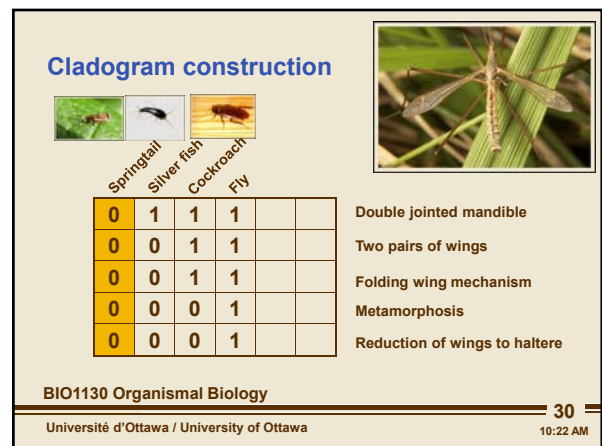 Cladogram construction
Springtail
Silver fish
Cockroach
Fly
0 1 1 1 Double jointed mandible
0 0 1 1 Two pairs of wings
0 0 1 1 Folding wing mechanism
0 0 0 1 Metamorphosis
0 0 0 1 Reduction of wings to haltere
BIO1130 Organismal Biology
30
Université d'Ottawa / University of Ottawa
10:22 AM